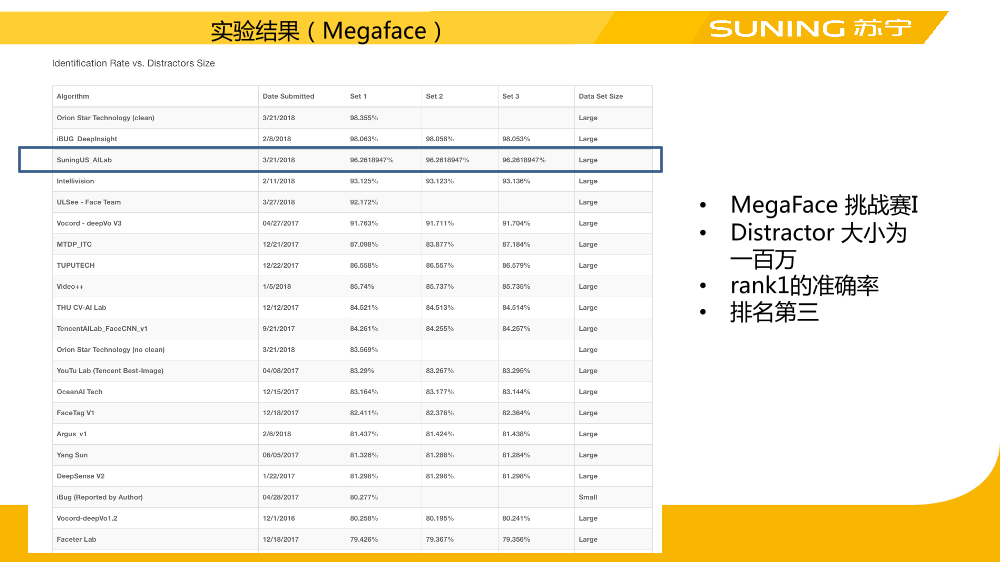 实验结果（Megaface）
SUNING 苏宁
Identification Rate vs. Distractors Size
Algorithm Date Submitted Set 1 Set 2 Set 3 Data Set Size
Orion Star Technology (clean) 3/21/2018 98.355% Large
iBUG_DeepInsight 2/8/2018 98.063% 98.058% 98.053% Large
SuningUS_AILab 3/21/2018 96.2618947% 96.2618947% 96.2618947% Large
Intellivision 2/11/2018 93.125% 93.123% 93.136% Large
ULSee - Face Team 3/27/2018 92.172% Large
Vocord - deepVo V3 04/27/2017 91.763% 91.711% 91.704% Large
MTDP_ITC 12/21/2017 87.098% 83.877% 87.184% Large
TUPUTECH 12/22/2017 86.558% 86.557% 86.579% Large
Video++ 1/5/2018 85.74% 85.737% 85.735% Large
THU CV-AI Lab 12/12/2017 84.521% 84.513% 84.514% Large
TencentAILab_FaceCNN_v1 9/21/2017 84.261% 84.255% 84.257% Large
Orion Star Technology (no clean) 3/21/2018 83.569% Large
YouTu Lab (Tencent Best-Image) 04/08/2017 83.29% 83.267% 83.295% Large
OceanAI Tech 12/15/2017 83.164% 83.177% 83.144% Large
FaceTag V1 12/18/2017 82.411% 82.376% 82.364% Large
Argus_v1 2/6/2018 81.437% 81.424% 81.438% Large
Yang Sun 06/05/2017 81.326% 81.286% 81.284% Large
DeepSense V2 1/22/2017 81.298% 81.298% 81.298% Large
iBug (Reported by Author) 04/28/2017 80.277% Small
Vocord-deepVo1.2 12/1/2016 80.258% 80.195% 80.241% Large
Faceter Lab 12/18/2017 79.426% 79.367% 79.356% Large
• MegaFace 挑战赛I
• Distractor 大小为
一百万
• rank1的准确率
• 排名第三